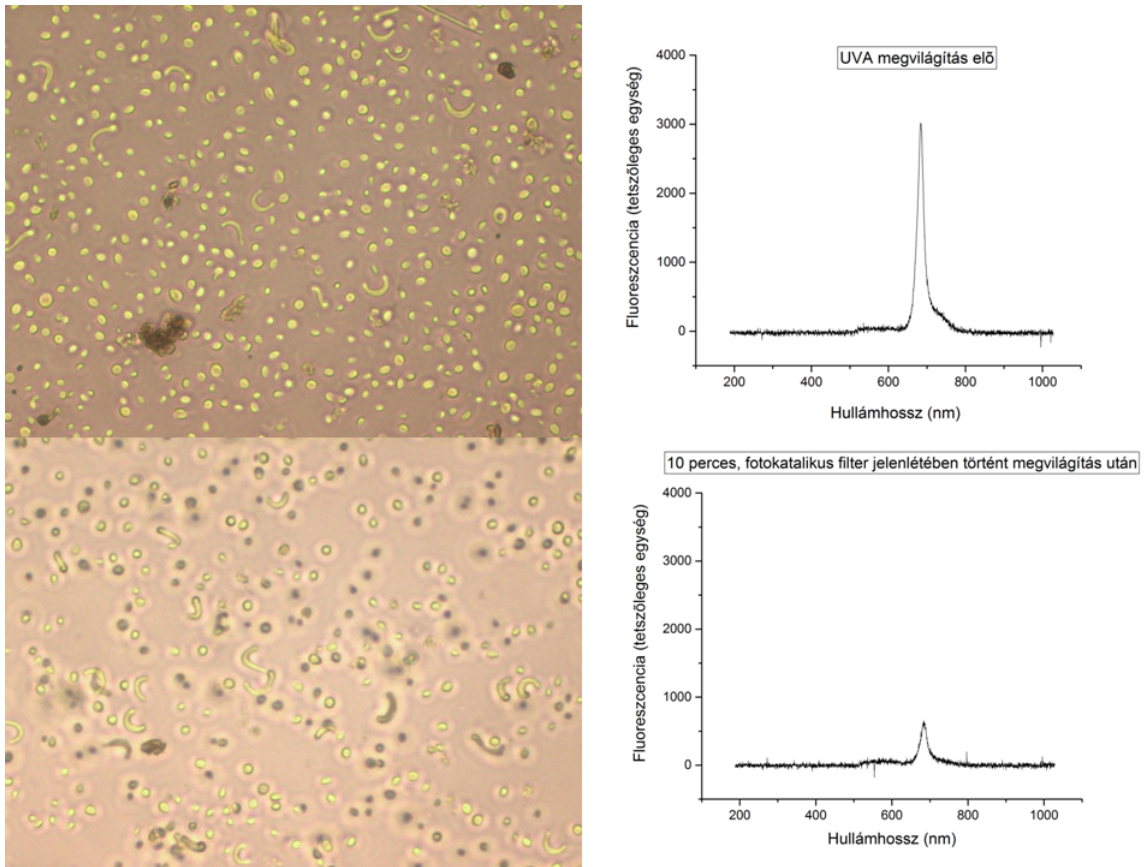 UVA megvilágítás elõ
Fluoreszcencia (tetszõleges egység)
4000
3000
2000
1000
0
200 400 600 800 1000
Hullámhossz (nm)
10 perces, fotokatalikus filter jelenlétében történt megvilágítás után
Fluoreszcencia (tetszõleges egység)
4000
3000
2000
1000
0
200 400 600 800 1000
Hullámhossz (nm)